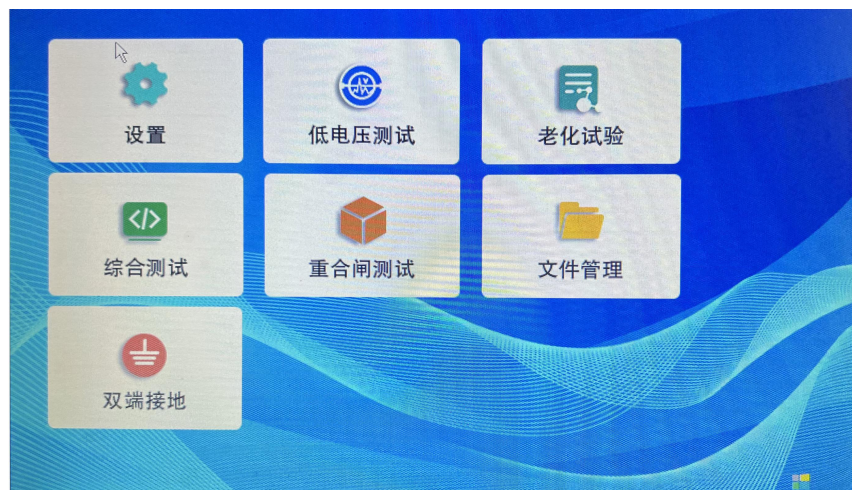 设置
低电压测试
老化试验
综合测试
重合闸测试
文件管理
双端接地